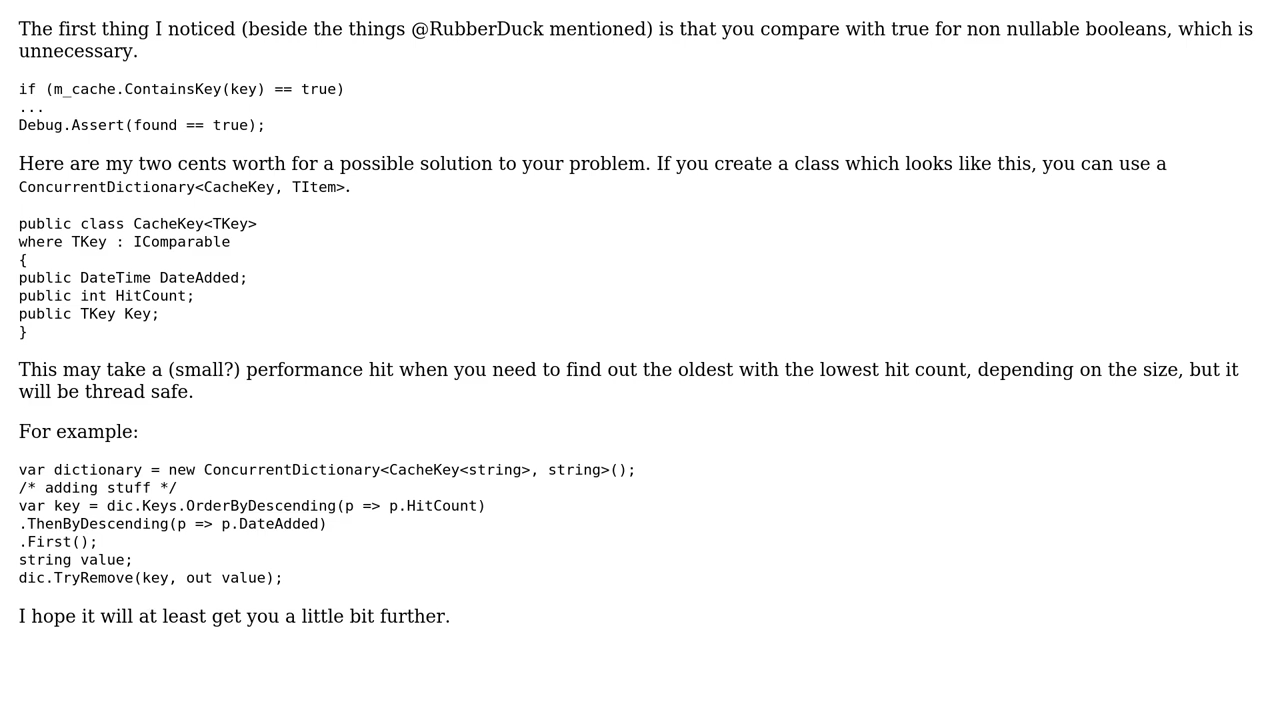 The first thing I noticed (beside the things @RubberDuck mentioned) is that you compare with true for non nullable booleans, which is
unnecessary.
if (m_cache.ContainsKey(key) == true)
...
Debug.Assert(found == true);
Here are my two cents worth for a possible solution to your problem. If you create a class which looks like this, you can use a
ConcurrentDictionary<CacheKey, TItem>.
public class CacheKey<TKey>
where TKey : IComparable
{
public DateTime DateAdded;
public int HitCount;
public TKey Key;
}
This may take a (small?) performance hit when you need to find out the oldest with the lowest hit count, depending on the size, but it
will be thread safe.
For example:
var dictionary = new ConcurrentDictionary<CacheKey<string>, string>();
/* adding stuff */
var key = dic.Keys.OrderByDescending(p => p.HitCount)
.ThenByDescending(p => p.DateAdded)
.First();
string value;
dic.TryRemove(key, out value);
I hope it will at least get you a little bit further.